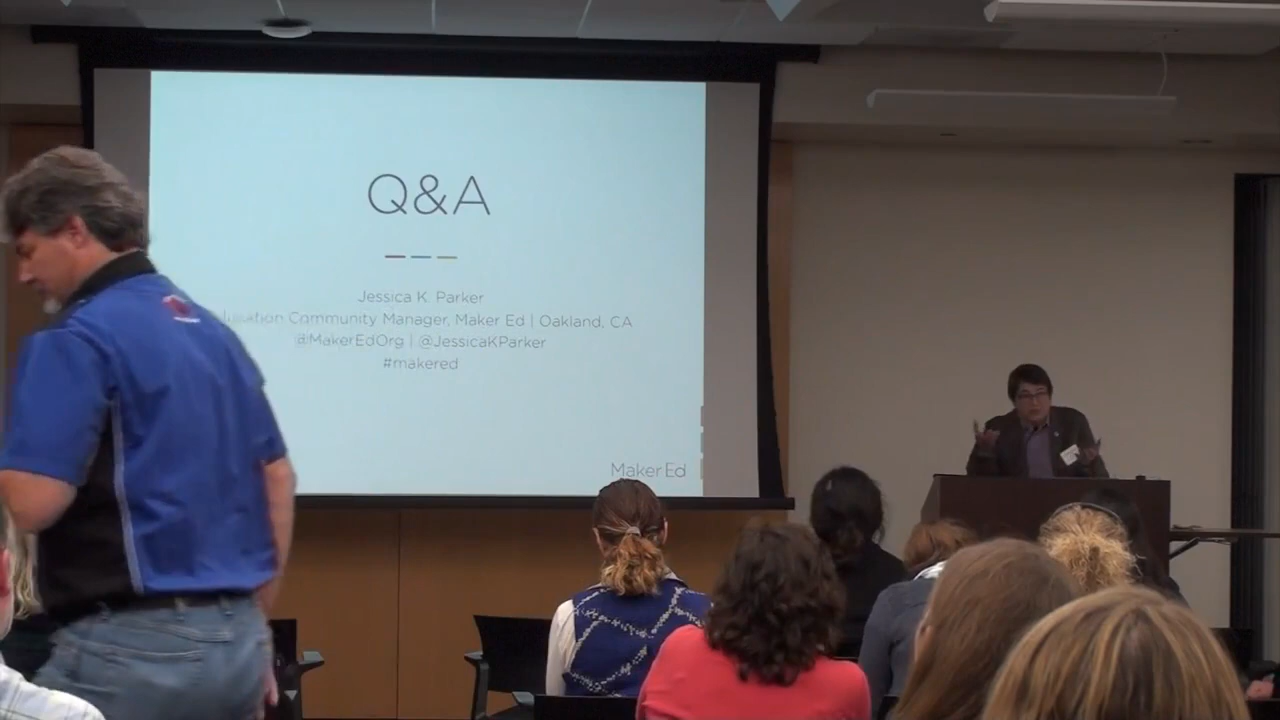 Q&A
Jessica K. Parker
Community Manager, Maker Ed | Oakland, CA
@MakerEdOrg | @JessicaKParker
#makered
Maker Ed